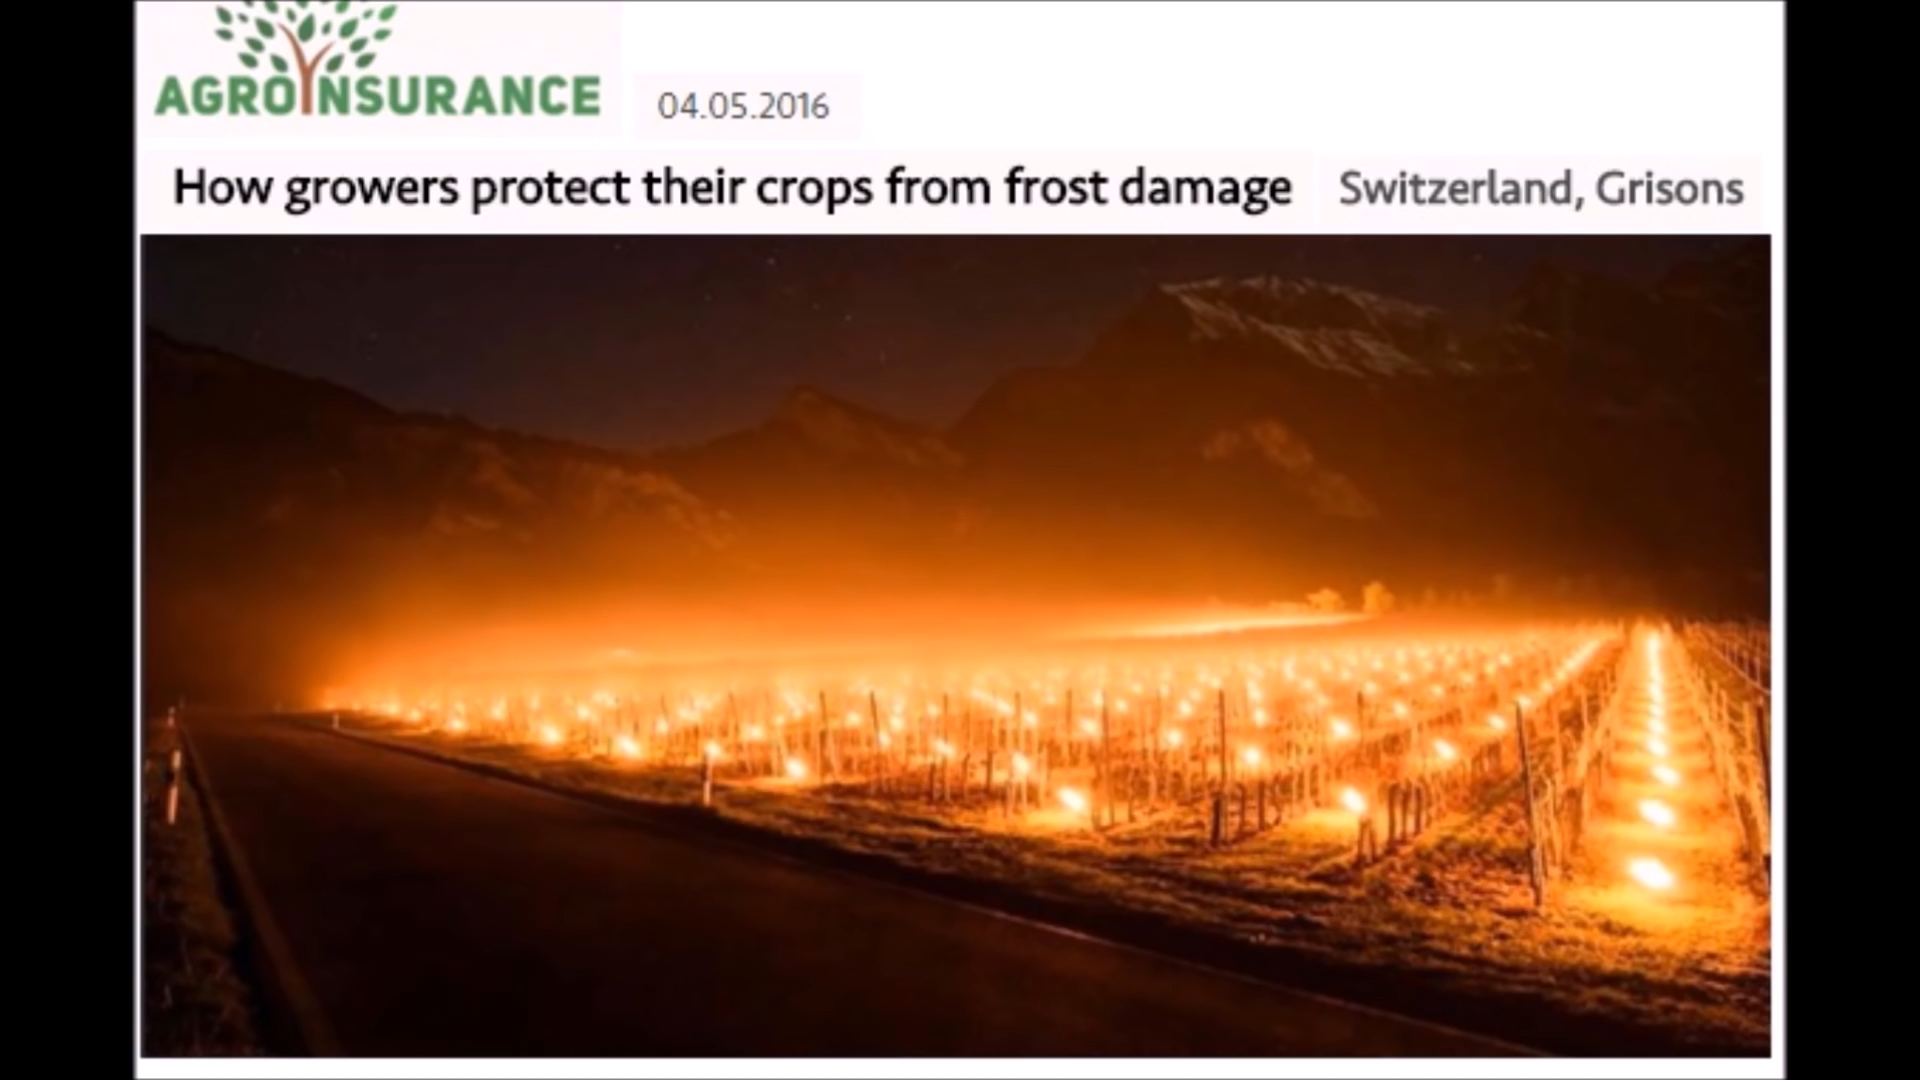 AGROINSURANCE
04.05.2016
How growers protect their crops from frost damage
Switzerland, Grisons